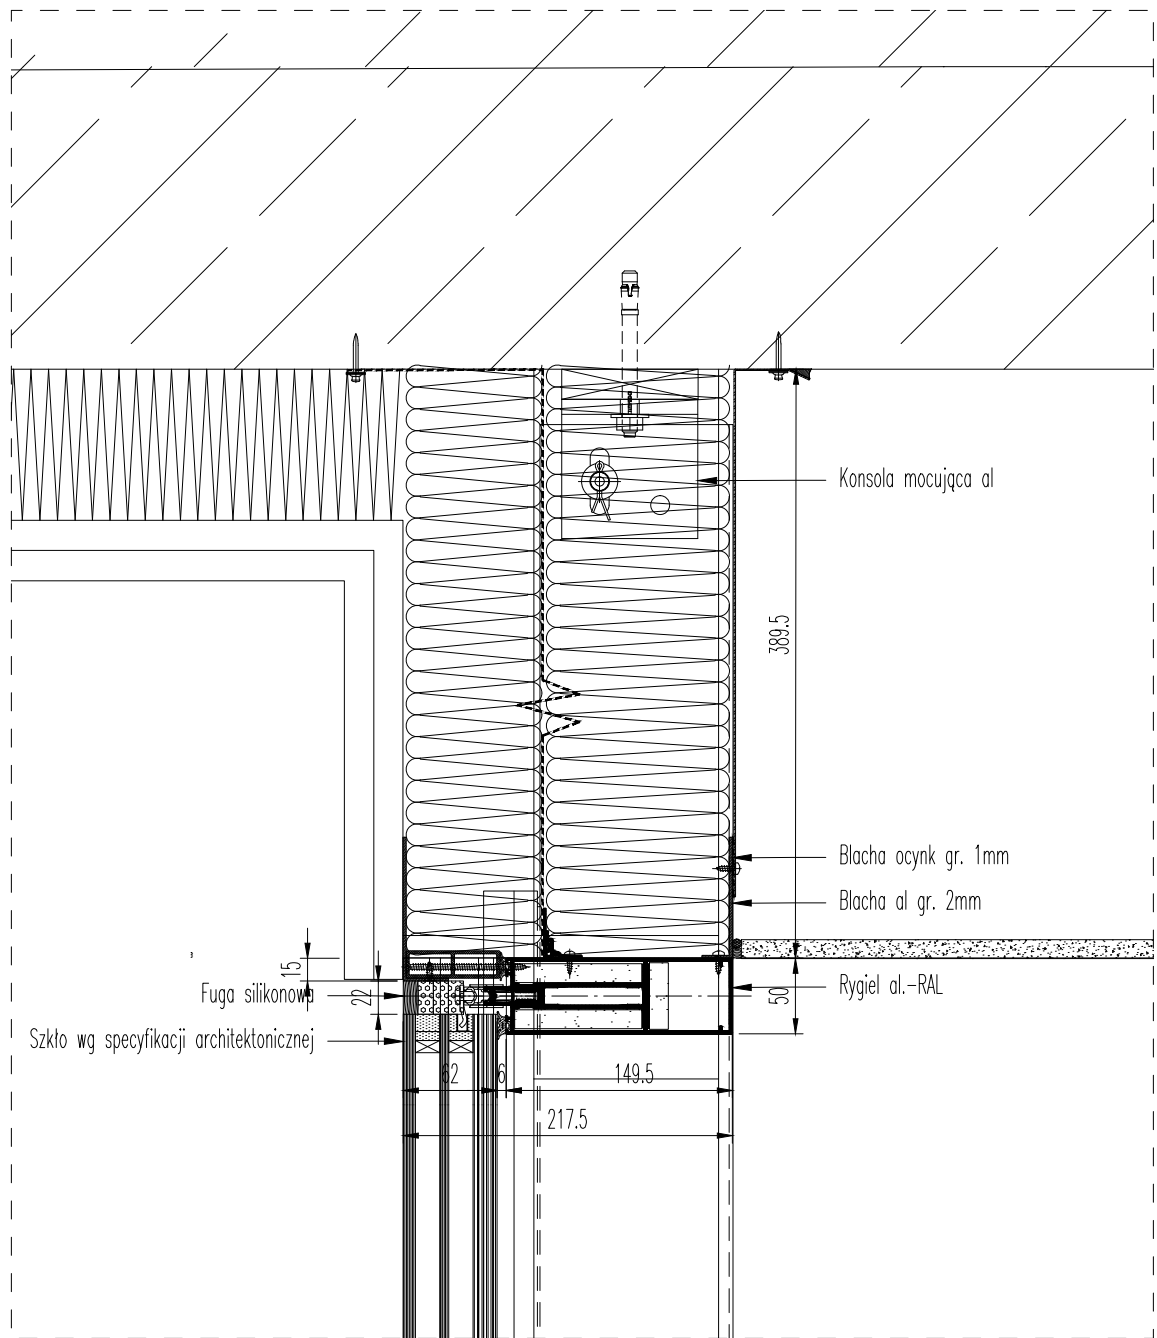 Konsola mocująca al
389.5
Blacha ocynk gr. 1mm
Blacha al gr. 2mm
15
Rygiel al.-RAL
Fuga silikonowa
22
50
Szkło wg specyfikacji architektonicznej
62
6
149.5
217.5